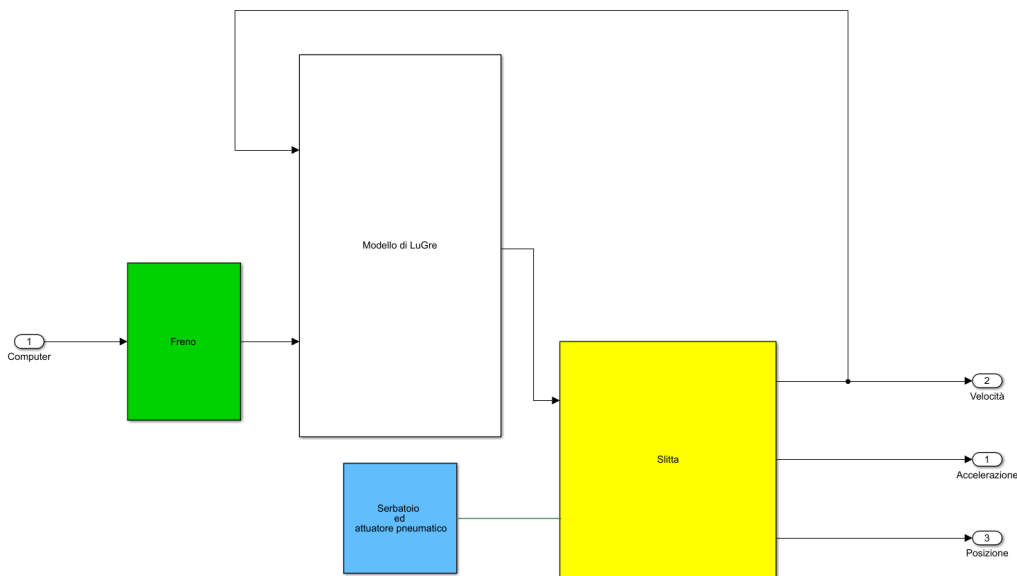 Modello di LuGre
Freno
1
Computer
2
Velocità
Slitta
1
Accelerazione
Serbatoio
ed
attuatore pneumatico
3
Posizione